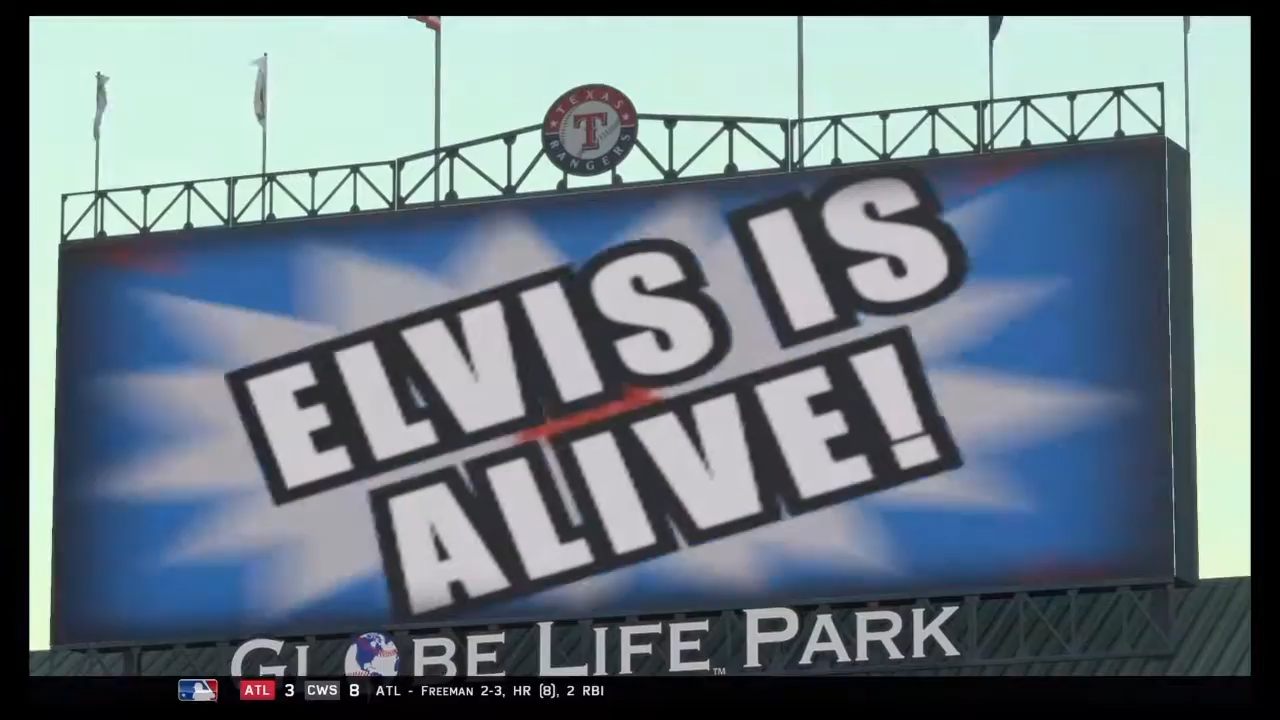 TEXAS
T
RANGERS
ELVIS IS
ALIVE!
GLOBE LIFE PARK
TM
ATL 3 CWS 8 ATL - FREEMAN 2-3, HR (8), 2 RBI